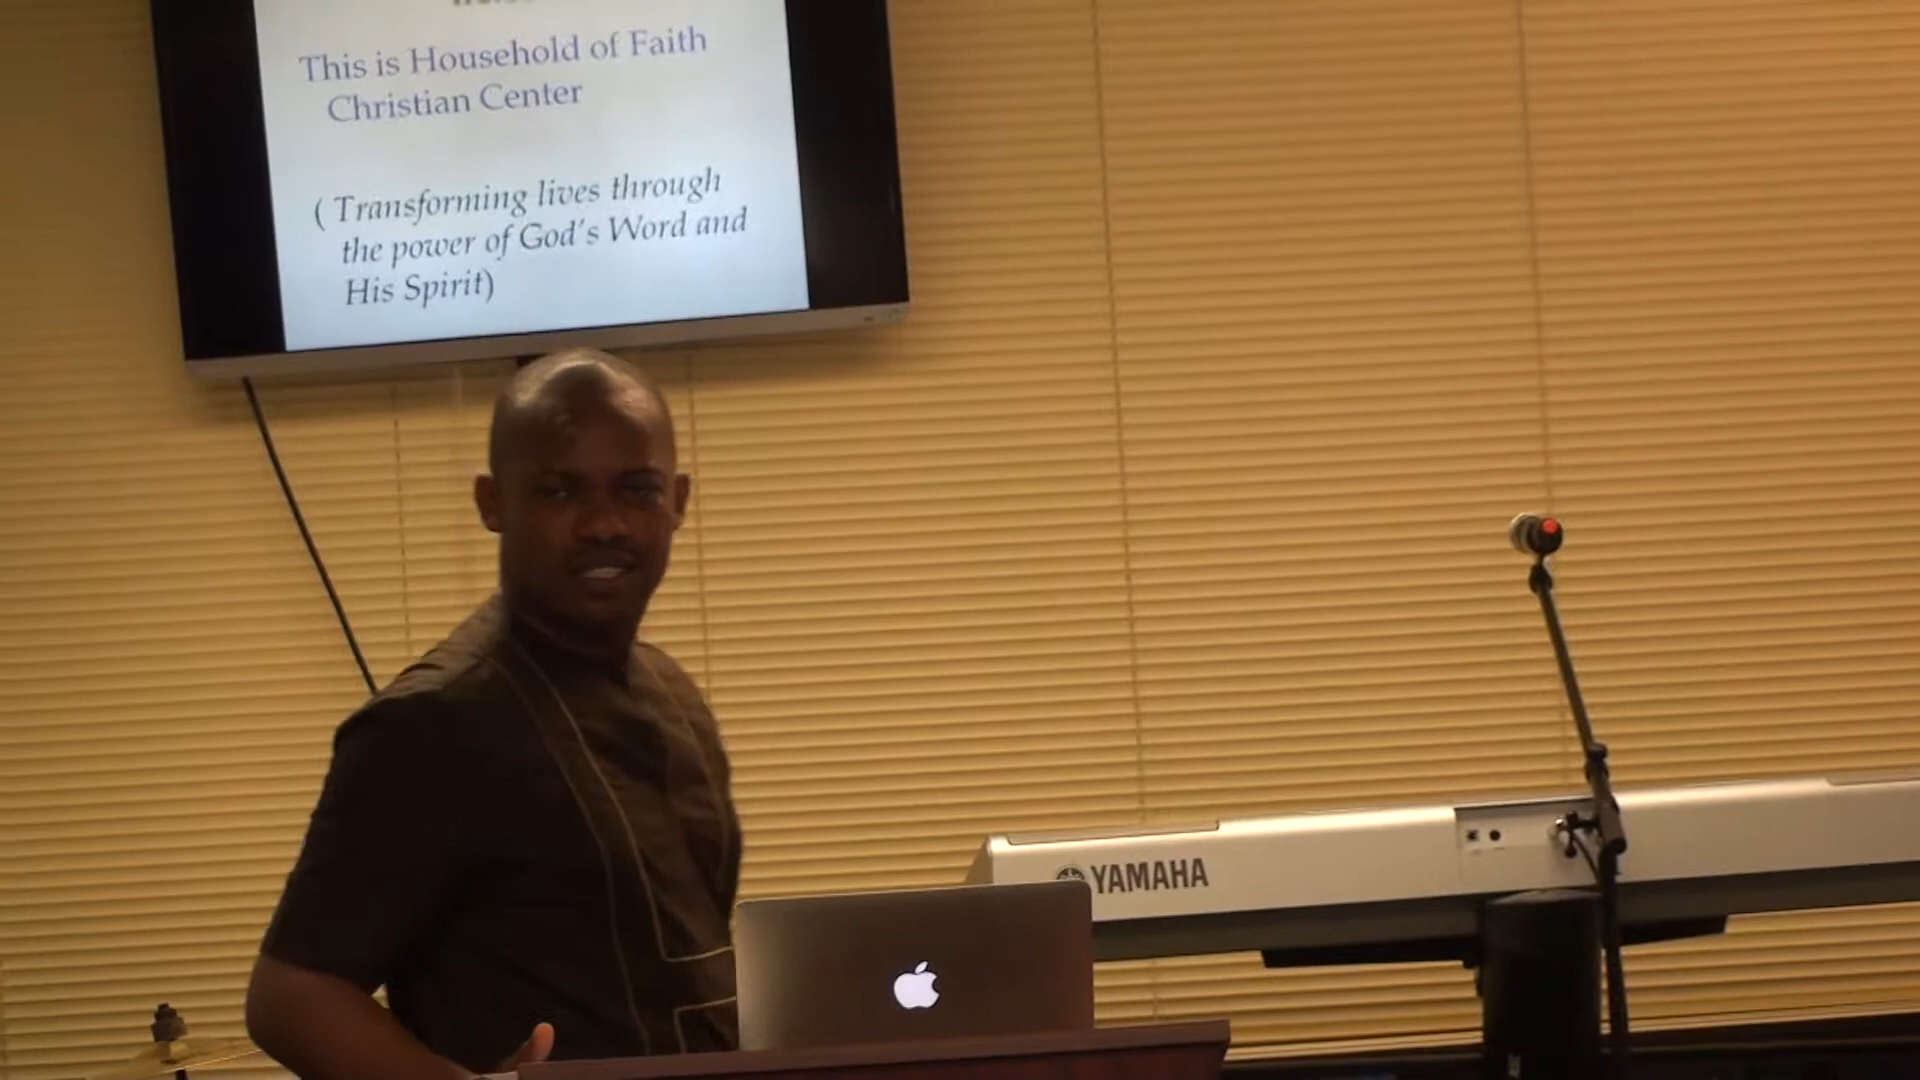 This is Household of Faith
Christian Center
( Transforming lives through
the power of God's Word and
His Spirit)
YAMAHA